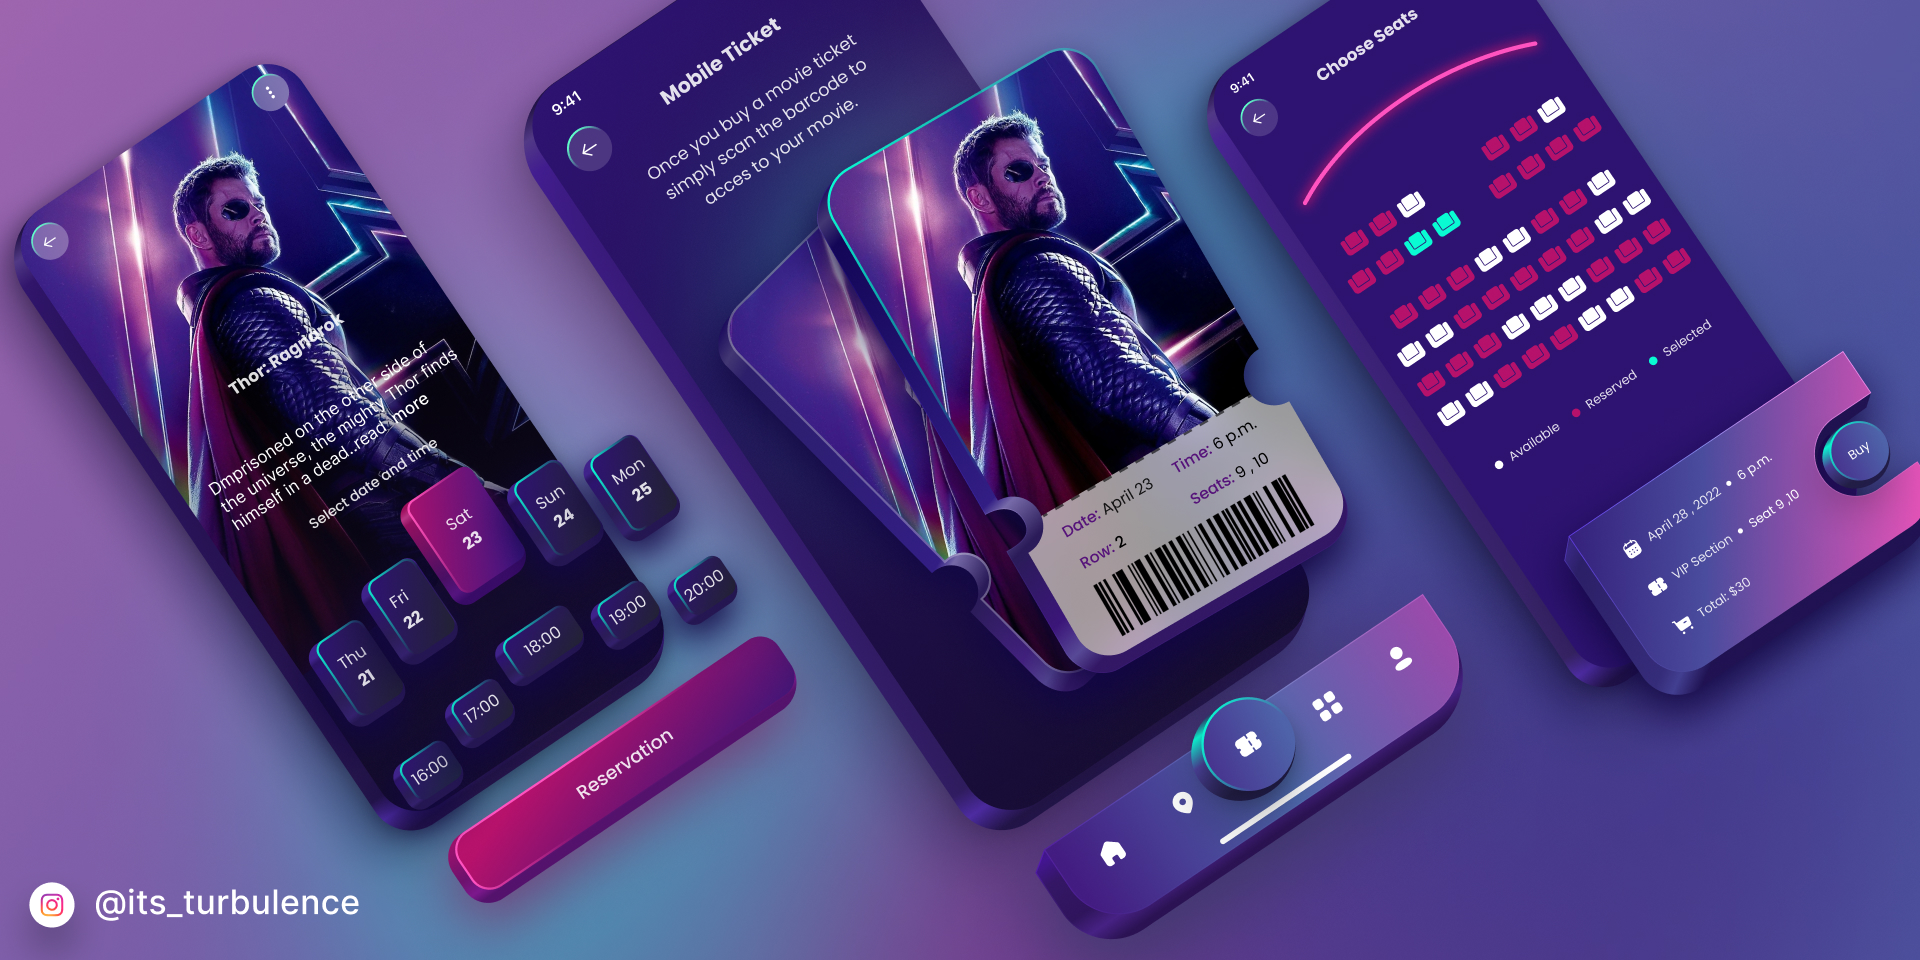 Thor: Ragnarok
Dmprisoned on the other side of
the universe, the mighty Thor finds
himself in a dead..read more
select date and time
Thu
21
Fri
22
Sat
23
Sun
24
Mon
25
16:00
17:00
18:00
19:00
20:00
Reservation
9:41
Mobile Ticket
Once you buy a movie ticket
simply scan the barcode to
acces to your movie.
Date: April 23
Time: 6 p.m.
Row: 2
Seats: 9 , 10
9:41
Choose Seats
Available
Reserved
Selected
April 28 , 2022 • 6 p.m.
VIP Section • Seat 9 ,10
Total: $30
Buy
@its_turbulence